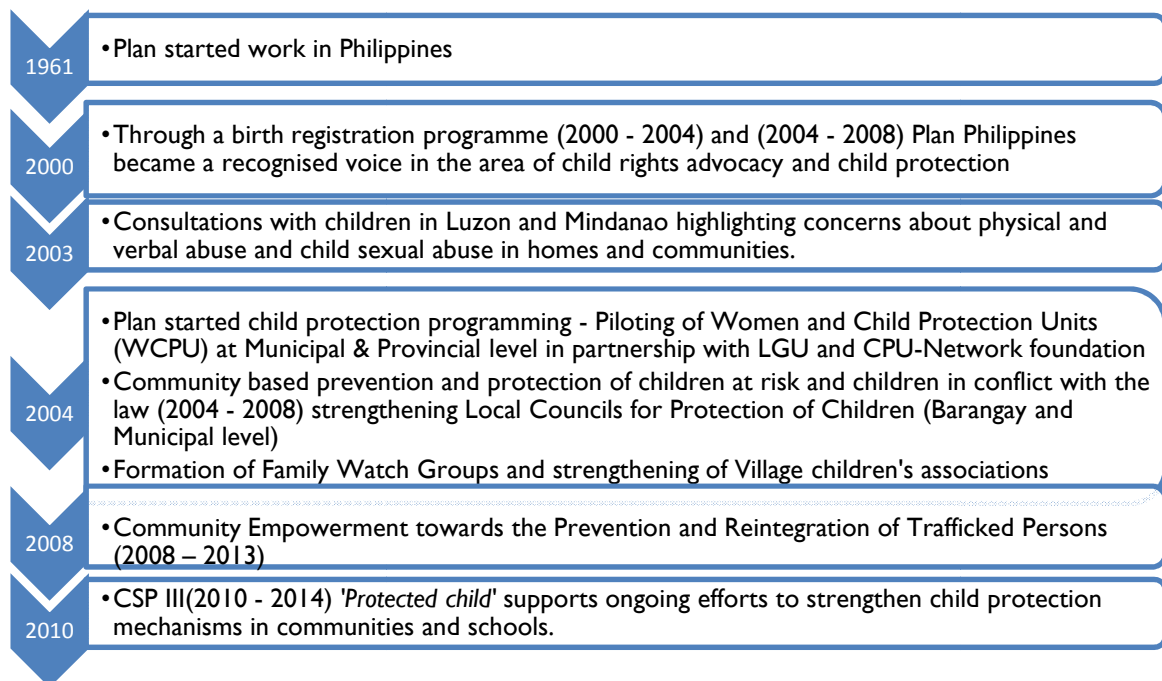 1961
•Plan started work in Philippines
2000
•Through a birth registration programme (2000 - 2004) and (2004 - 2008) Plan Philippines
became a recognised voice in the area of child rights advocacy and child protection
2003
•Consultations with children in Luzon and Mindanao highlighting concerns about physical and
verbal abuse and child sexual abuse in homes and communities.
2004
•Plan started child protection programming - Piloting of Women and Child Protection Units
(WCPU) at Municipal & Provincial level in partnership with LGU and CPU-Network foundation
•Community based prevention and protection of children at risk and children in conflict with the
law (2004 - 2008) strengthening Local Councils for Protection of Children (Barangay and
Municipal level)
•Formation of Family Watch Groups and strengthening of Village children's associations
2008
•Community Empowerment towards the Prevention and Reintegration of Trafficked Persons
(2008 – 2013)
2010
•CSP III(2010 - 2014) 'Protected child' supports ongoing efforts to strengthen child protection
mechanisms in communities and schools.